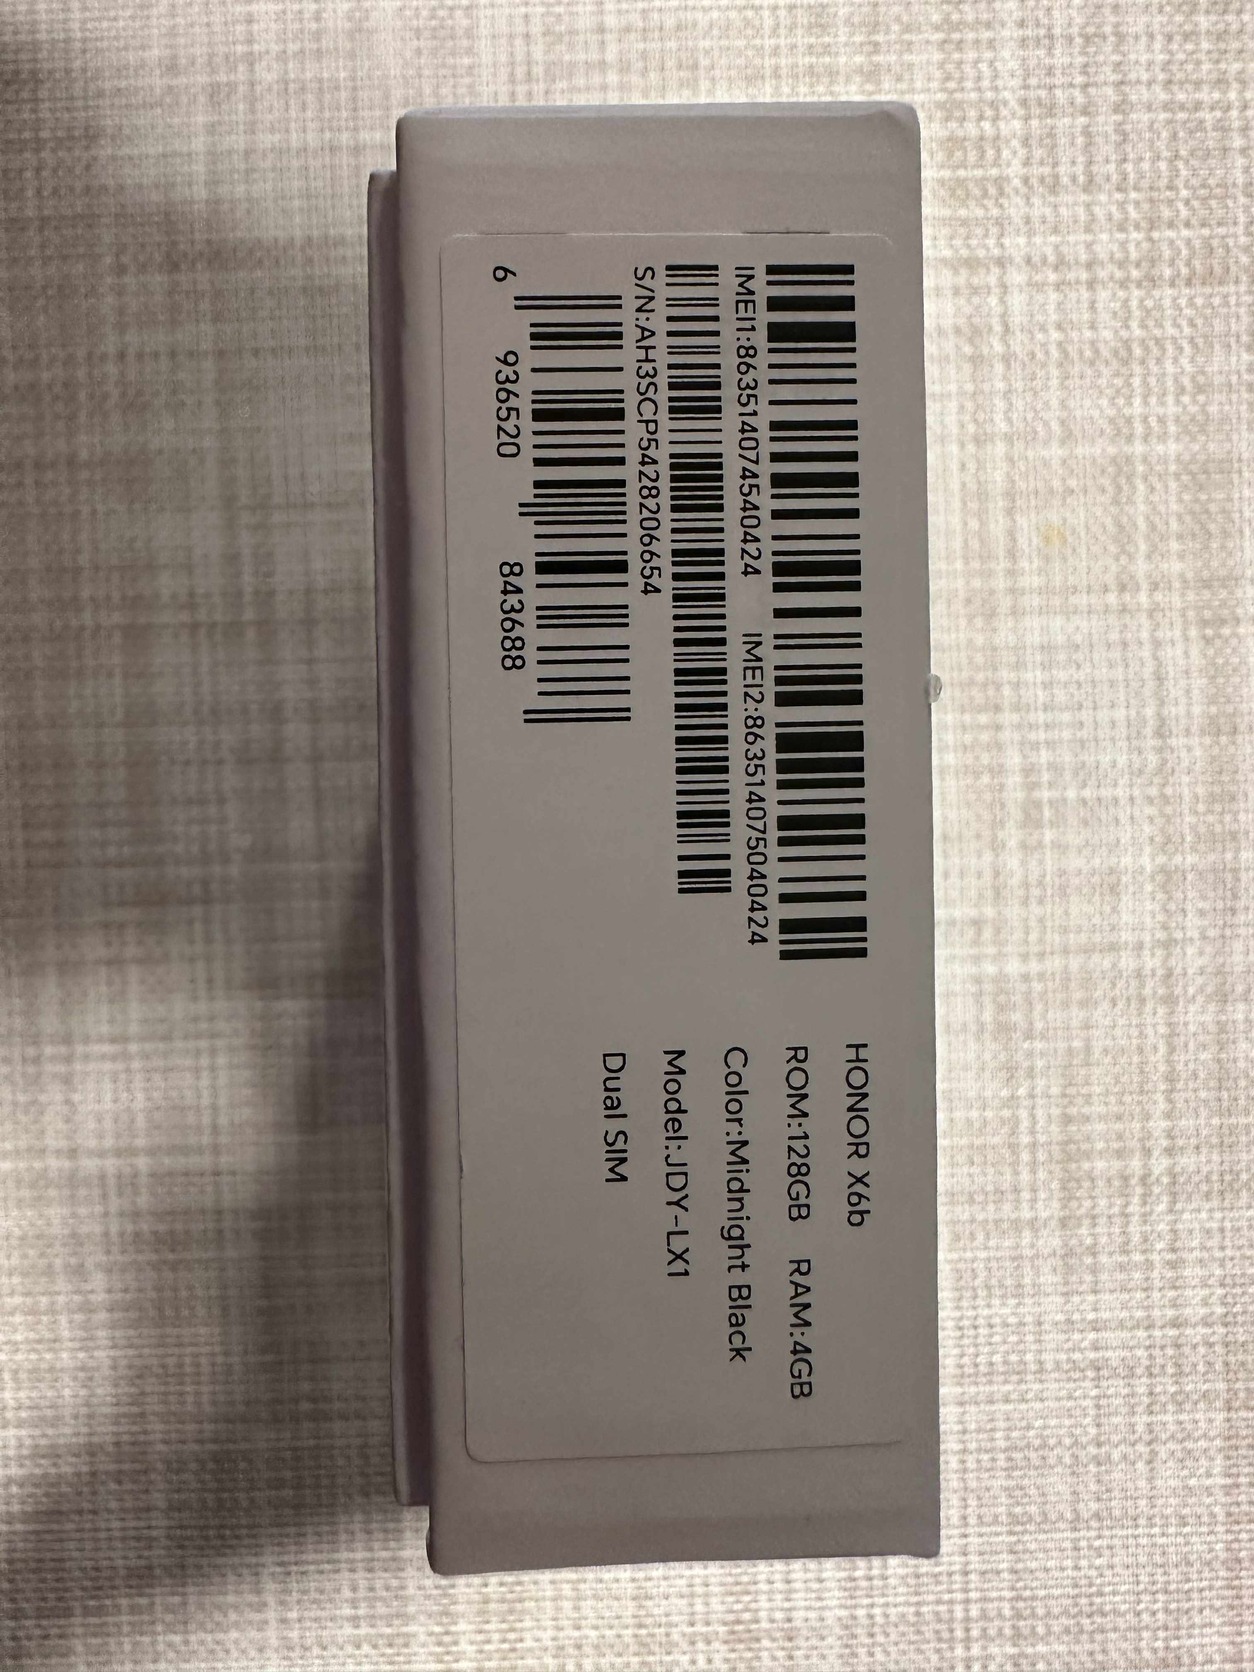 IMEI1:863514074540424 IMEI2:863514075040424
S/N:AH3SCP5428206654
6 936520 843688
HONOR X6b
ROM:128GB RAM:4GB
Color:Midnight Black
Model:JDY-LX1
Dual SIM